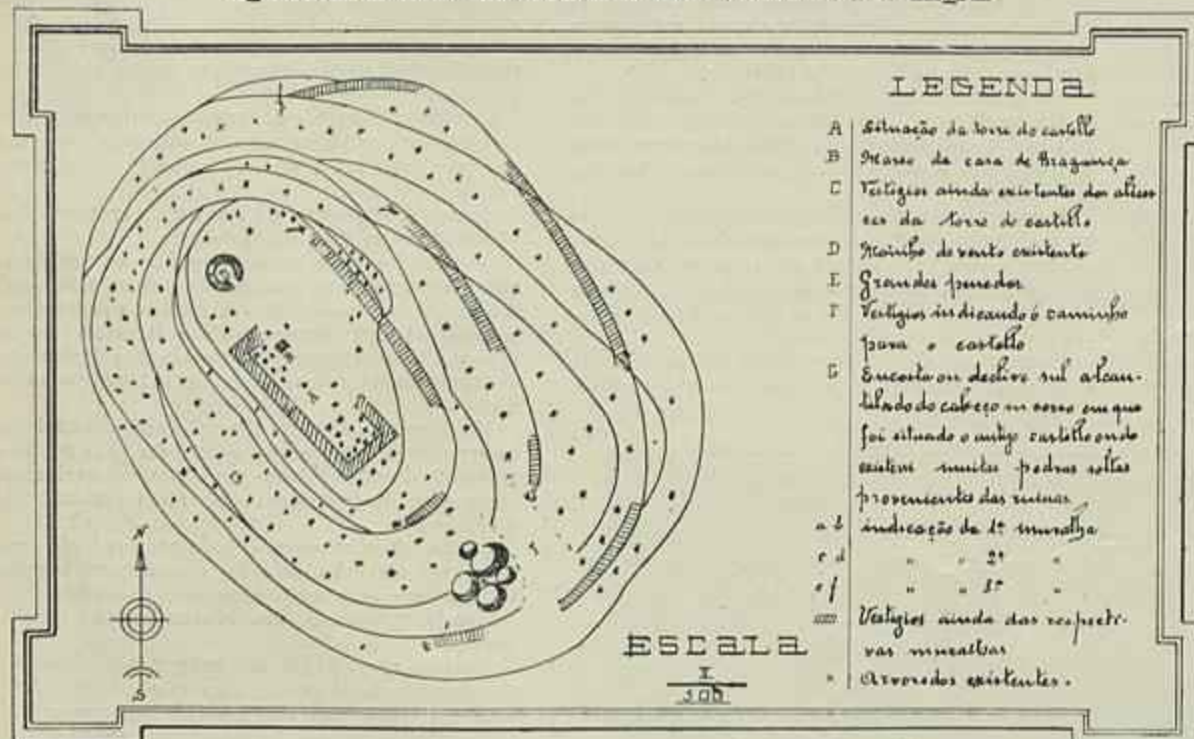 LEGENDA
A Situação da torre do castello
B Marco da casa de Bragança
C Vestigios ainda existentes dos alicer
ces da torre do castello
D Moinho de vento existente
E Grandes penedos
F Vestigios indicando o caminho
para o castello
G Encosta ou declive sul alcan-
tilado do cabeço em que
foi situado o antigo castello onde
existem muitas pedras soltas
provenientes das ruinas
a b indicação da 1ª muralha
c d " " 2ª "
e f " " 3ª "
Vestigios ainda das respecti-
vas muralhas
Arvoredos existentes.
ESCALA
1
500
N
S